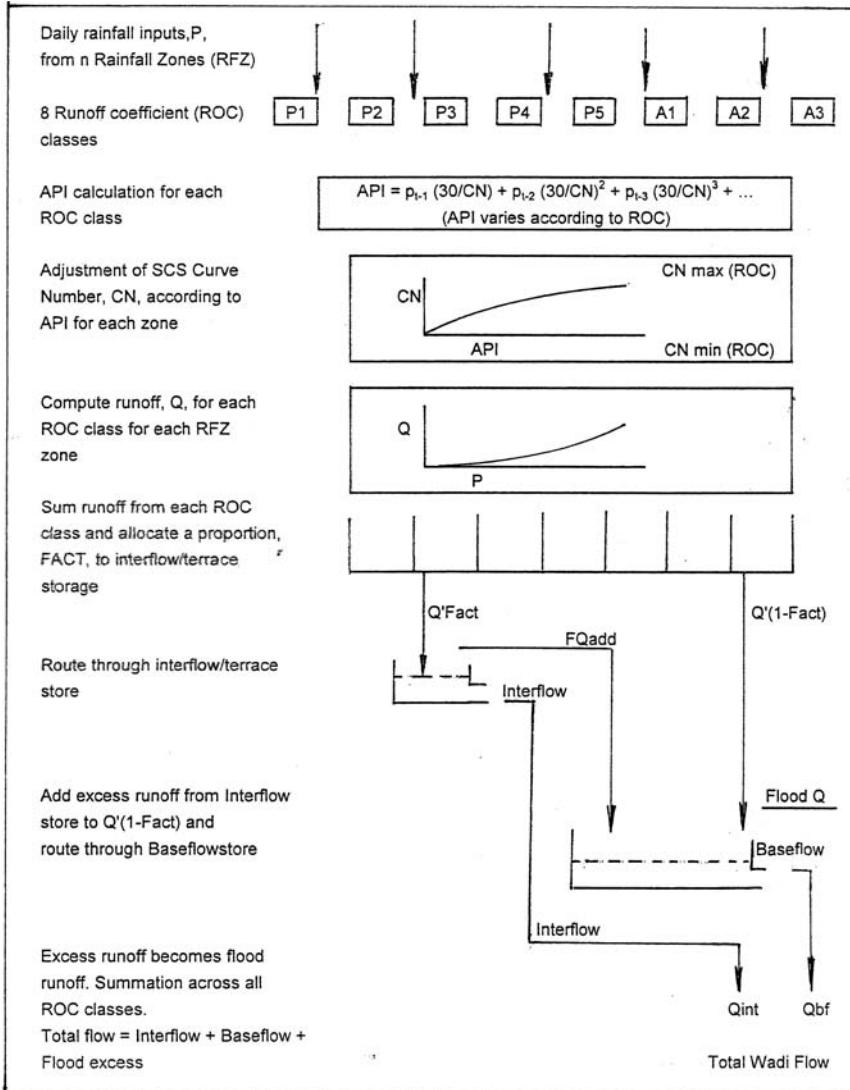 Daily rainfall inputs,P,
from n Rainfall Zones (RFZ)
8 Runoff coefficient (ROC)
classes
P1 P2 P3 P4 P5 A1 A2 A3
API calculation for each
ROC class
API = pₜ₋₁ (30/CN) + pₜ₋₂ (30/CN)² + pₜ₋₃ (30/CN)³ + ...
(API varies according to ROC)
Adjustment of SCS Curve
Number, CN, according to
API for each zone
CN
API
CN max (ROC)
CN min (ROC)
Compute runoff, Q, for each
ROC class for each RFZ
zone
Q
P
Sum runoff from each ROC
class and allocate a proportion,
FACT, to interflow/terrace
storage
Q'Fact
Q'(1-Fact)
FQadd
Route through interflow/terrace
store
Interflow
Add excess runoff from Interflow
store to Q'(1-Fact) and
route through Baseflowstore
Flood Q
Baseflow
Interflow
Excess runoff becomes flood
runoff. Summation across all
ROC classes.
Total flow = Interflow + Baseflow +
Flood excess
Qint Qbf
Total Wadi Flow